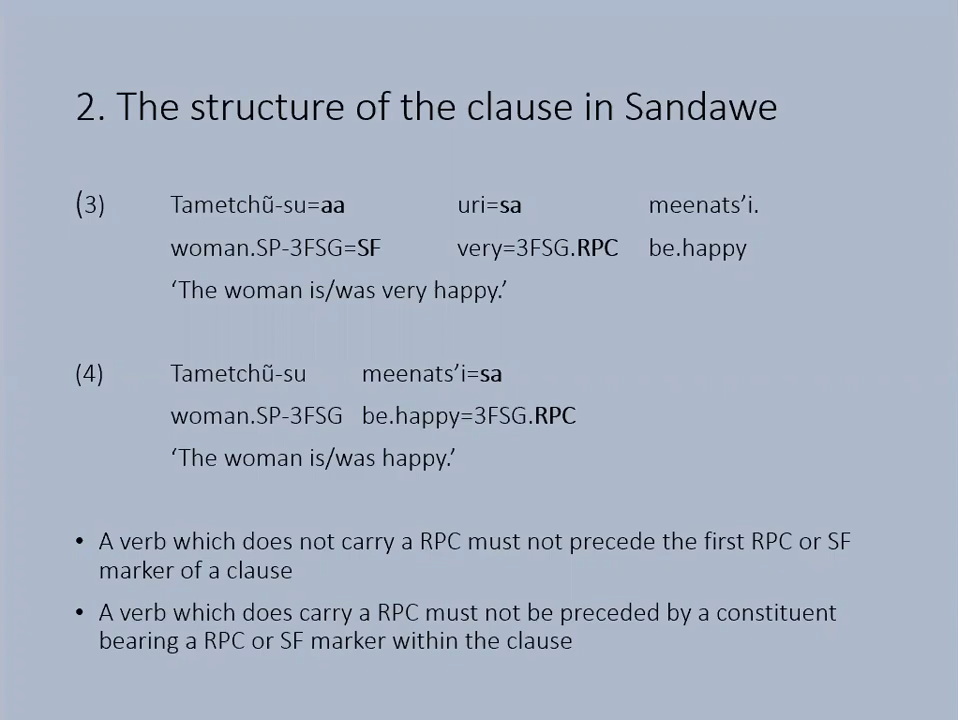 2. The structure of the clause in Sandawe
(3) Tametchũ-su=aa uri=sa meenats’i.
woman.SP-3FSG=SF very=3FSG.RPC be.happy
‘The woman is/was very happy.’
(4) Tametchũ-su meenats’i=sa
woman.SP-3FSG be.happy=3FSG.RPC
‘The woman is/was happy.’
• A verb which does not carry a RPC must not precede the first RPC or SF
marker of a clause
• A verb which does carry a RPC must not be preceded by a constituent
bearing a RPC or SF marker within the clause